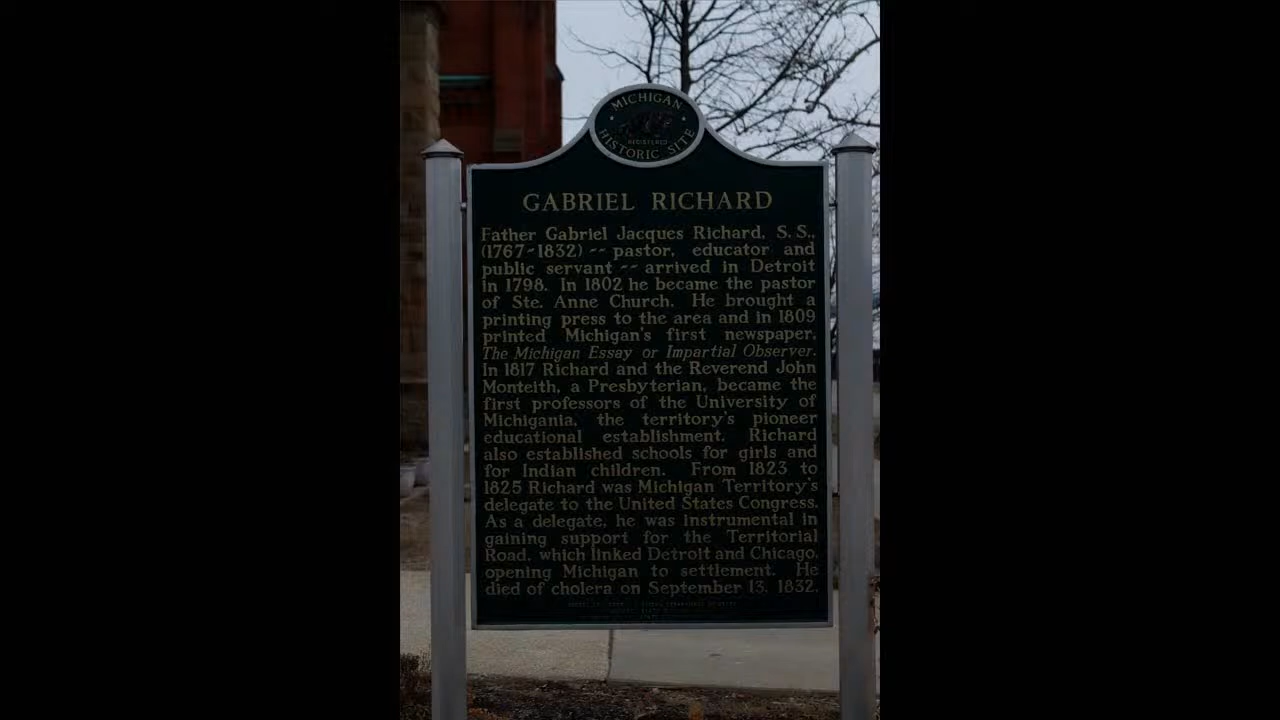 MICHIGAN
REGISTERED
HISTORIC SITE
GABRIEL RICHARD
Father Gabriel Jacques Richard, S. S.,
(1767-1832) -- pastor, educator and
public servant -- arrived in Detroit
in 1798. In 1802 he became the pastor
of Ste. Anne Church. He brought a
printing press to the area and in 1809
printed Michigan's first newspaper,
The Michigan Essay or Impartial Observer.
In 1817 Richard and the Reverend John
Monteith, a Presbyterian, became the
first professors of the University of
Michigania, the territory's pioneer
educational establishment. Richard
also established schools for girls and
for Indian children. From 1823 to
1825 Richard was Michigan Territory's
delegate to the United States Congress.
As a delegate, he was instrumental in
gaining support for the Territorial
Road, which linked Detroit and Chicago,
opening Michigan to settlement. He
died of cholera on September 13, 1832.